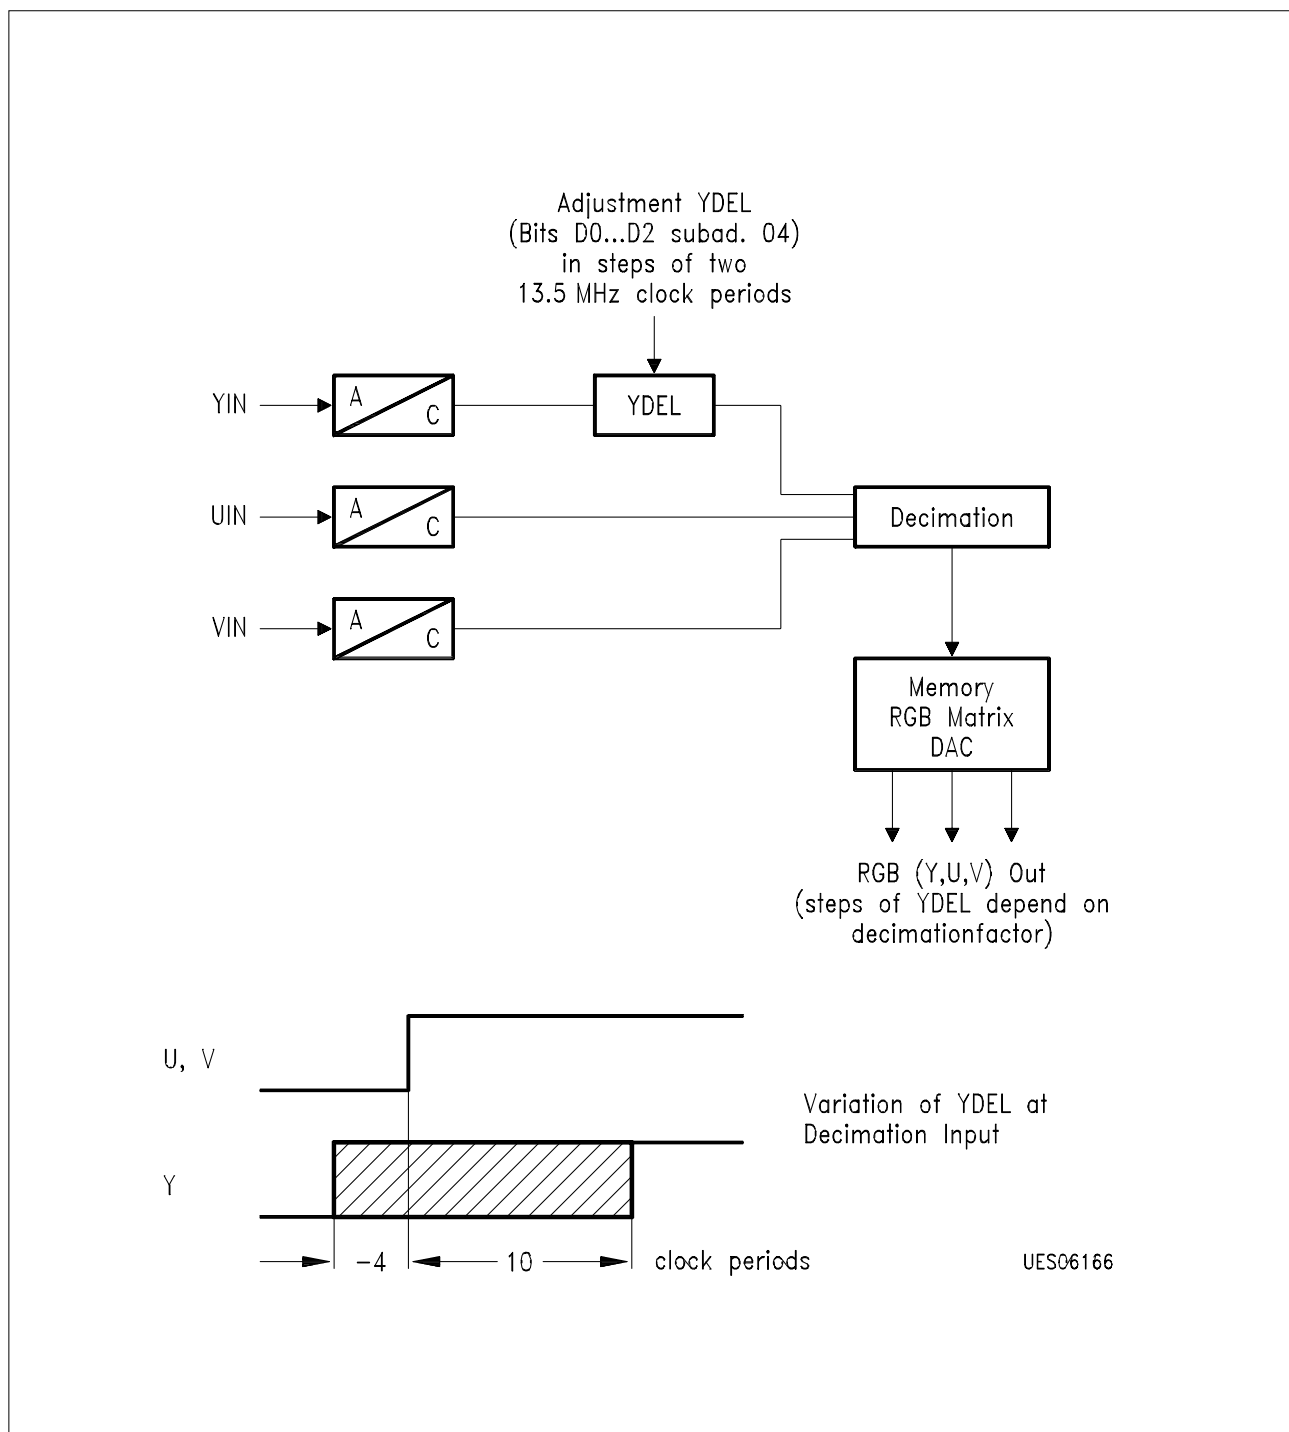 Adjustment YDEL
(Bits D0...D2 subad. 04)
in steps of two
13.5 MHz clock periods
YIN
A
C
YDEL
UIN
A
C
Decimation
VIN
A
C
Memory
RGB Matrix
DAC
RGB (Y,U,V) Out
(steps of YDEL depend on
decimationfactor)
U, V
Variation of YDEL at
Decimation Input
Y
-4
10
clock periods
UES06166